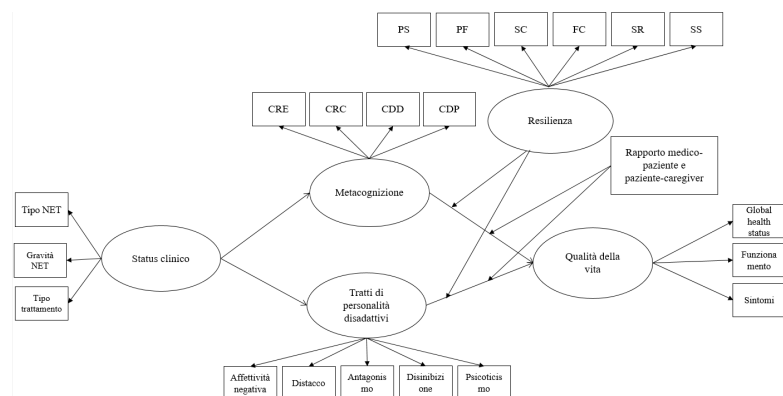 PS
PF
SC
FC
SR
SS
CRE
CRC
CDD
CDP
Resilienza
Rapporto medico-
paziente e
paziente-caregiver
Metacognizione
Tipo NET
Gravità
NET
Tipo
trattamento
Status clinico
Global
health
status
Funziona
mento
Sintomi
Qualità della
vita
Tratti di
personalità
disadattivi
Affettività
negativa
Distacco
Antagonis
mo
Disinibizi
one
Psicoticis
mo